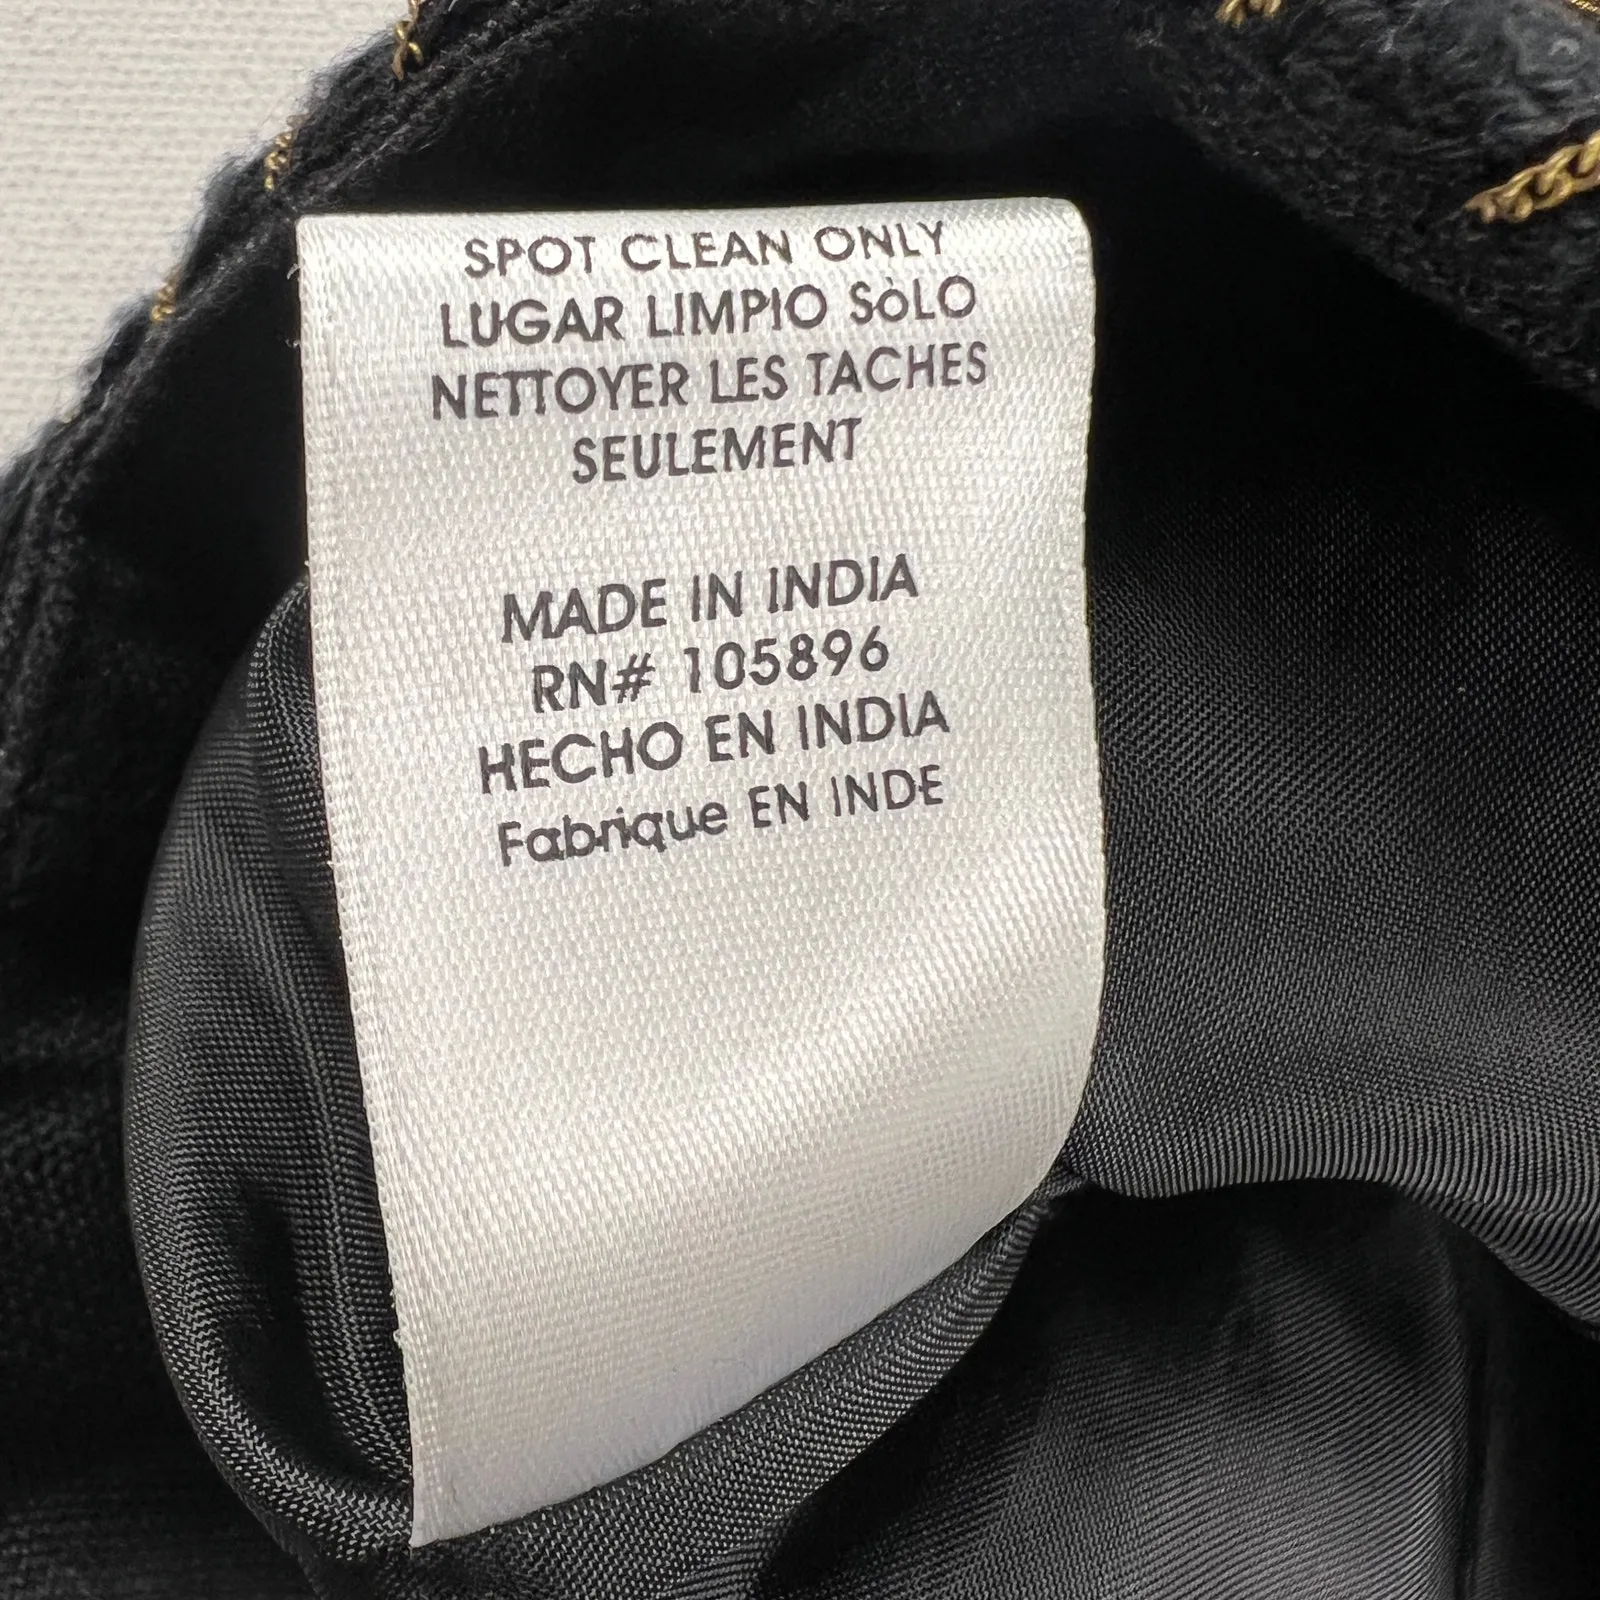 SPOT CLEAN ONLY
LUGAR LIMPIO SÒLO
NETTOYER LES TACHES
SEULEMENT
MADE IN INDIA
RN# 105896
HECHO EN INDIA
Fabrique EN INDE